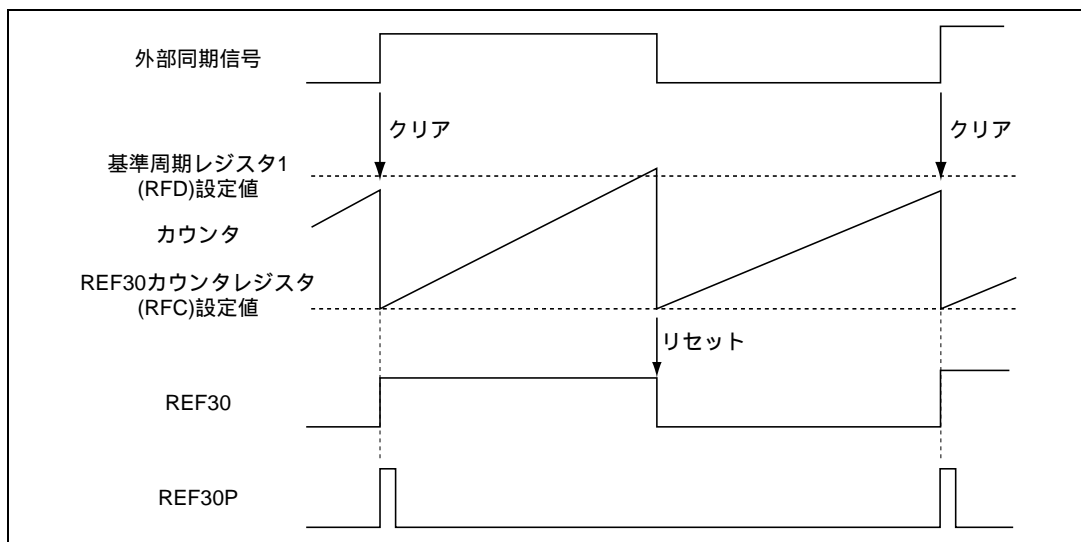 外部同期信号
クリア
クリア
基準周期レジスタ1
(RFD)設定値
カウンタ
REF30カウンタレジスタ
(RFC)設定値
リセット
REF30
REF30P